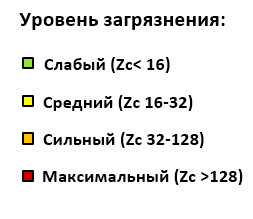 Уровень загрязнения:
Слабый (Zc< 16)
Средний (Zc 16-32)
Сильный (Zc 32-128)
Максимальный (Zc >128)